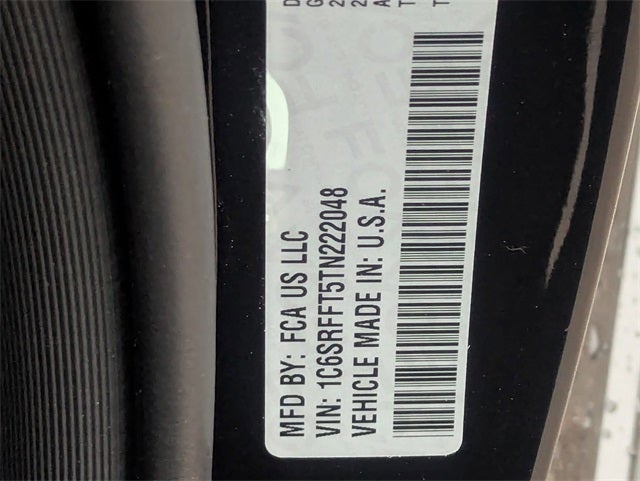 MFD BY: FCA US LLC
VIN: 1C6SRFFT5TN222048
VEHICLE MADE IN: U.S.A.